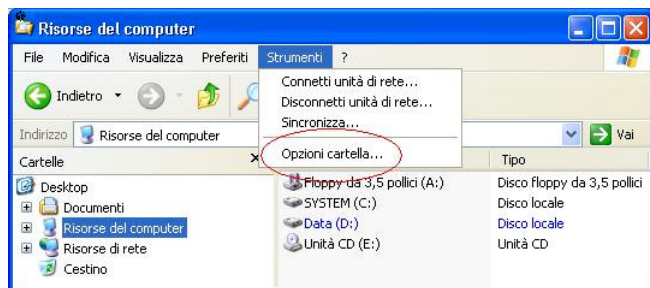 Risorse del computer
File Modifica Visualizza Preferiti Strumenti ?
Connetti unità di rete...
Disconnetti unità di rete...
Sincronizza...
Opzioni cartella...
Indietro
Indirizzo Risorse del computer Vai
Cartelle x Tipo
Desktop
Documenti
Risorse del computer
Risorse di rete
Cestino
Floppy da 3,5 pollici (A:) Disco floppy da 3,5 pollici
SYSTEM (C:) Disco locale
Data (D:) Disco locale
Unità CD (E:) Unità CD